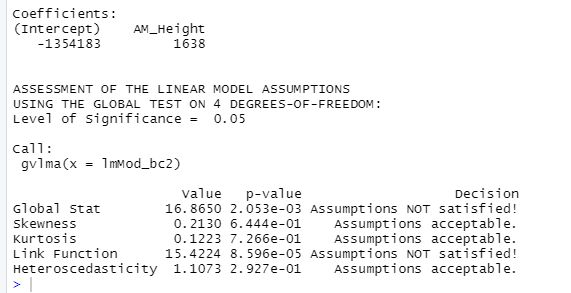 Coefficients:
(Intercept)    AM_Height
   -1354183         1638

ASSESSMENT OF THE LINEAR MODEL ASSUMPTIONS
USING THE GLOBAL TEST ON 4 DEGREES-OF-FREEDOM:
Level of Significance =  0.05

Call:
 gvlma(x = lmMod_bc2)

                     Value   p-value                   Decision
Global Stat        16.8650 2.053e-03 Assumptions NOT satisfied!
Skewness            0.2130 6.444e-01    Assumptions acceptable.
Kurtosis            0.1223 7.266e-01    Assumptions acceptable.
Link Function      15.4224 8.596e-05 Assumptions NOT satisfied!
Heteroscedasticity  1.1073 2.927e-01    Assumptions acceptable.
>